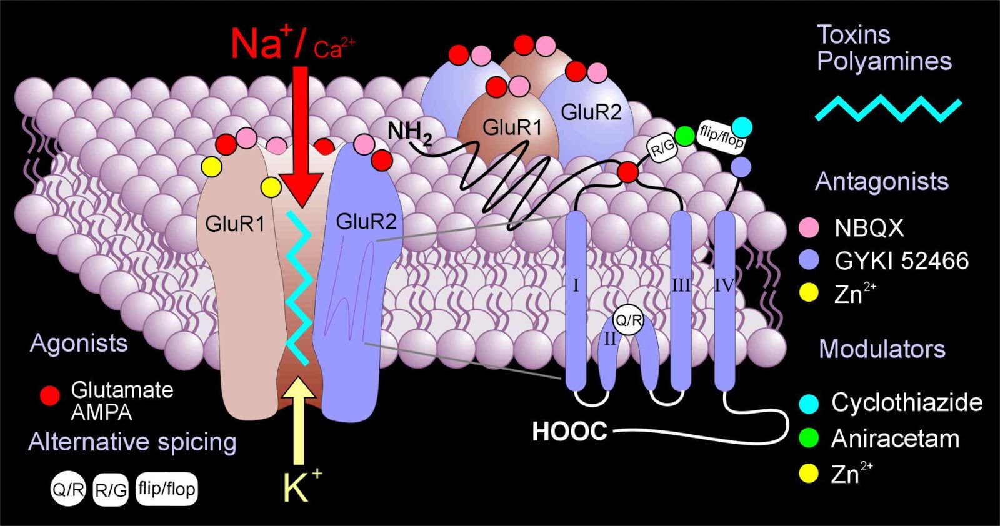 Na⁺/ Ca²⁺
Toxins
Polyamines
GluR2
GluR1
NH₂
R/G
flip/flop
Antagonists
NBQX
GYKI 52466
Zn²⁺
GluR1
GluR2
I
II
III
IV
Q/R
Agonists
Glutamate
AMPA
Alternative spicing
Q/R R/G flip/flop
K⁺
HOOC
Modulators
Cyclothiazide
Aniracetam
Zn²⁺